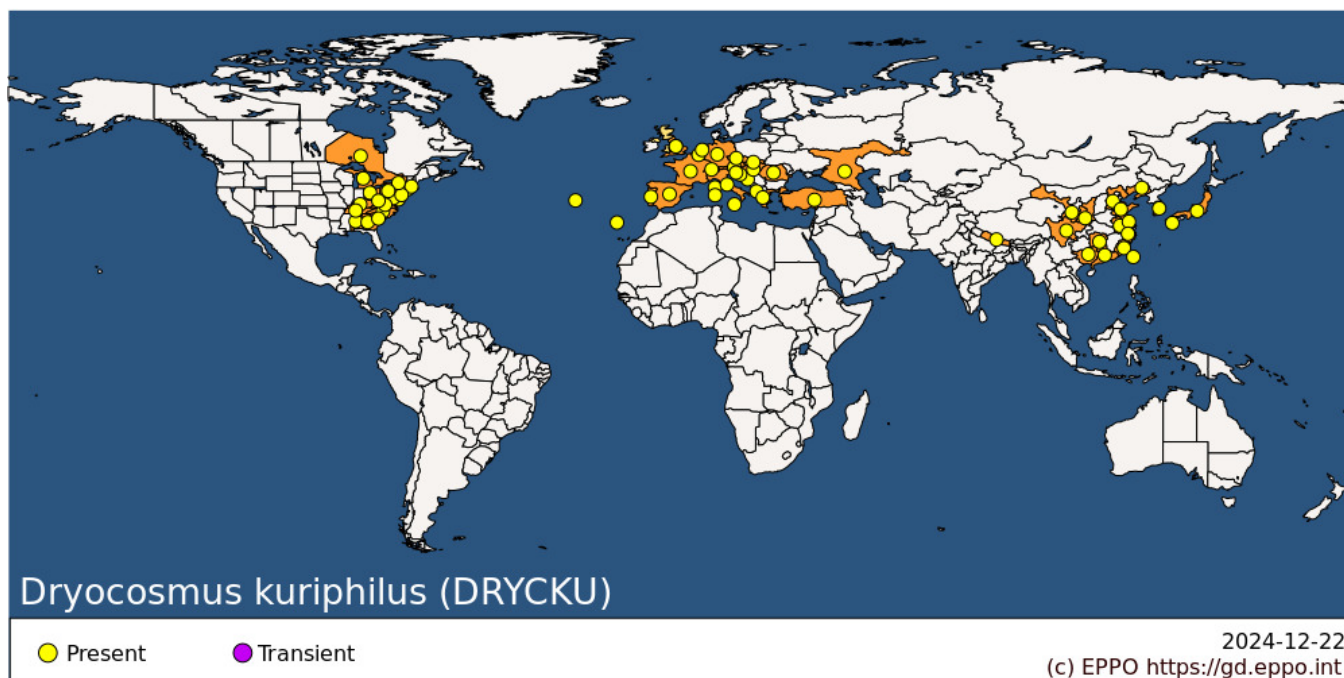 Dryocosmus kuriphilus (DRYCKU)
Present
Transient
2024-12-22
(c) EPPO https://gd.eppo.int